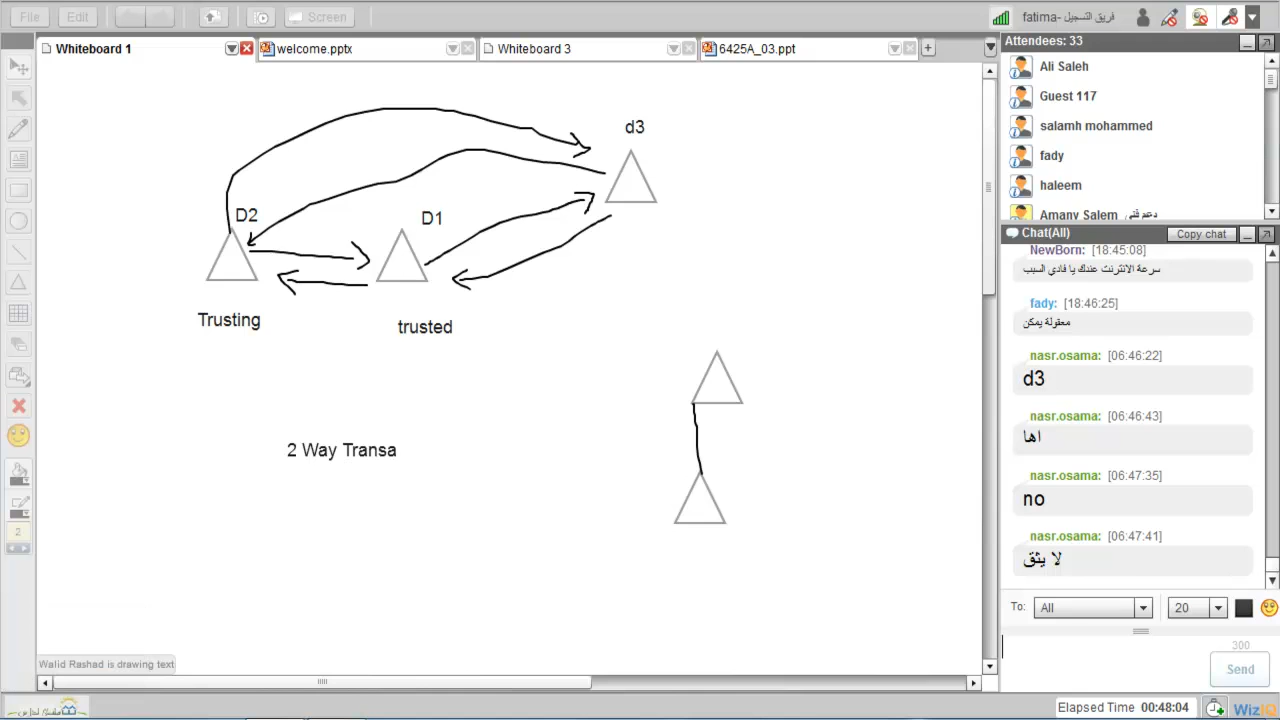 File
Edit
Screen
fatima- فريق التسجيل
Whiteboard 1
welcome.pptx
Whiteboard 3
6425A_03.ppt
Attendees: 33
Ali Saleh
Guest 117
salamh mohammed
fady
haleem
Amany Salem دعم فني
d3
D2
D1
Trusting
trusted
2 Way Transa
2
Chat(All)
Copy chat
NewBorn: [18:45:08]
سرعة الانترنت عندك يا فادي السبب
fady: [18:46:25]
معقولة يمكن
nasr.osama: [06:46:22]
d3
nasr.osama: [06:46:43]
اها
nasr.osama: [06:47:35]
no
nasr.osama: [06:47:41]
لا يثق
To:
All
20
300
Send
Walid Rashad is drawing text
Elapsed Time 00:48:04
WizIQ